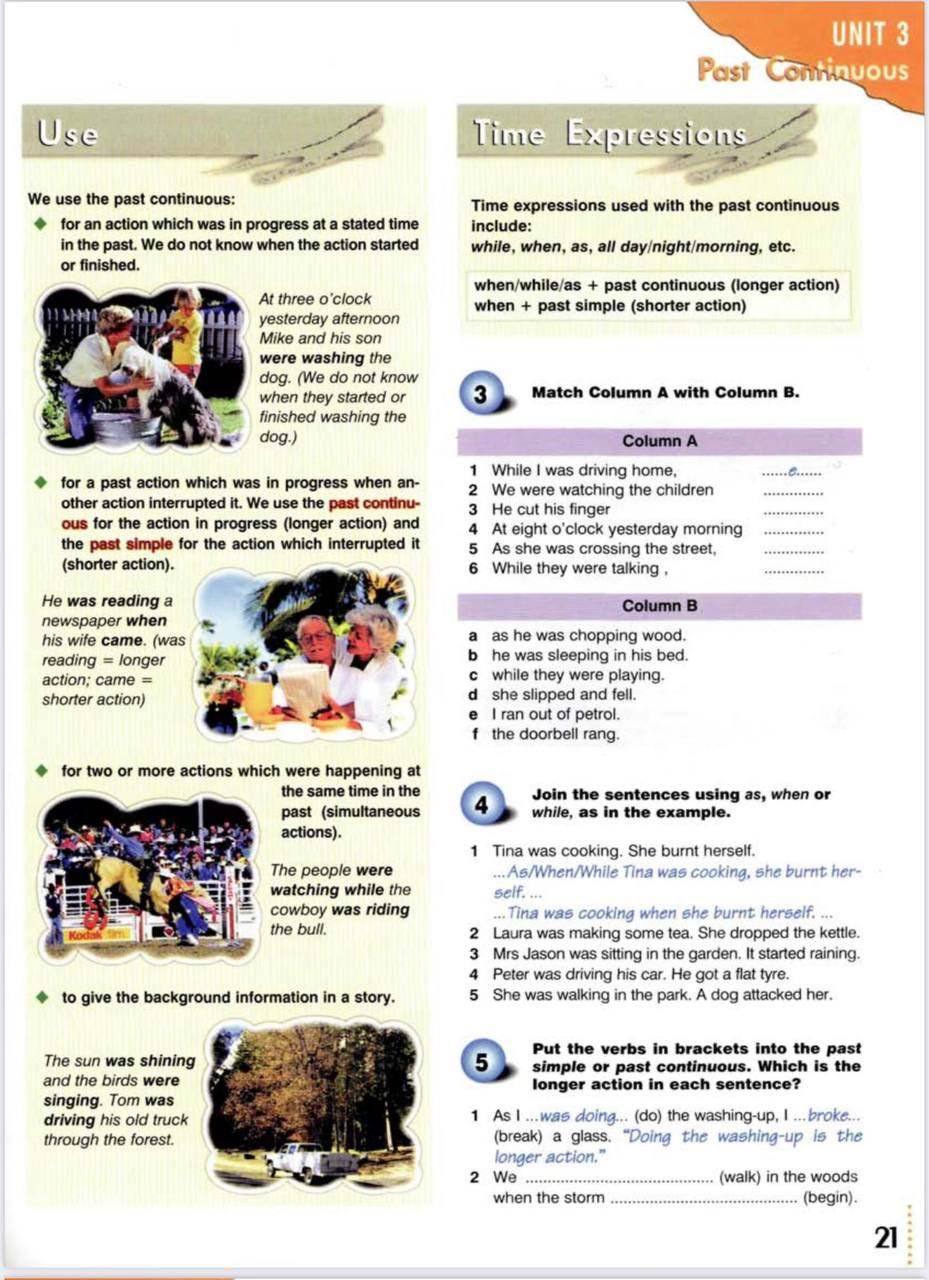 UNIT 3
Past Continuous
Use
We use the past continuous:
for an action which was in progress at a stated time
in the past. We do not know when the action started
or finished.
At three o'clock
yesterday afternoon
Mike and his son
were washing the
dog. (We do not know
when they started or
finished washing the
dog.)
for a past action which was in progress when an-
other action interrupted it. We use the past continu-
ous for the action in progress (longer action) and
the past simple for the action which interrupted it
(shorter action).
He was reading a
newspaper when
his wife came. (was
reading = longer
action; came =
shorter action)
for two or more actions which were happening at
the same time in the
past (simultaneous
actions).
The people were
watching while the
cowboy was riding
the bull.
Kodak film
to give the background information in a story.
The sun was shining
and the birds were
singing. Tom was
driving his old truck
through the forest.
Time Expressions
Time expressions used with the past continuous
include:
while, when, as, all day/night/morning, etc.
when/while/as + past continuous (longer action)
when + past simple (shorter action)
3 Match Column A with Column B.
Column A
1 While I was driving home, ......e......
2 We were watching the children .............
3 He cut his finger .............
4 At eight o'clock yesterday morning .............
5 As she was crossing the street, .............
6 While they were talking , .............
Column B
a as he was chopping wood.
b he was sleeping in his bed.
c while they were playing.
d she slipped and fell.
e I ran out of petrol.
f the doorbell rang.
4 Join the sentences using as, when or
while, as in the example.
1 Tina was cooking. She burnt herself.
...As/When/While Tina was cooking, she burnt her-
self. ...
...Tina was cooking when she burnt herself. ...
2 Laura was making some tea. She dropped the kettle.
3 Mrs Jason was sitting in the garden. It started raining.
4 Peter was driving his car. He got a flat tyre.
5 She was walking in the park. A dog attacked her.
5 Put the verbs in brackets into the past
simple or past continuous. Which is the
longer action in each sentence?
1 As I ...was doing... (do) the washing-up, I ...broke...
(break) a glass. "Doing the washing-up is the
longer action."
2 We ........................................ (walk) in the woods
when the storm ........................................ (begin).
21